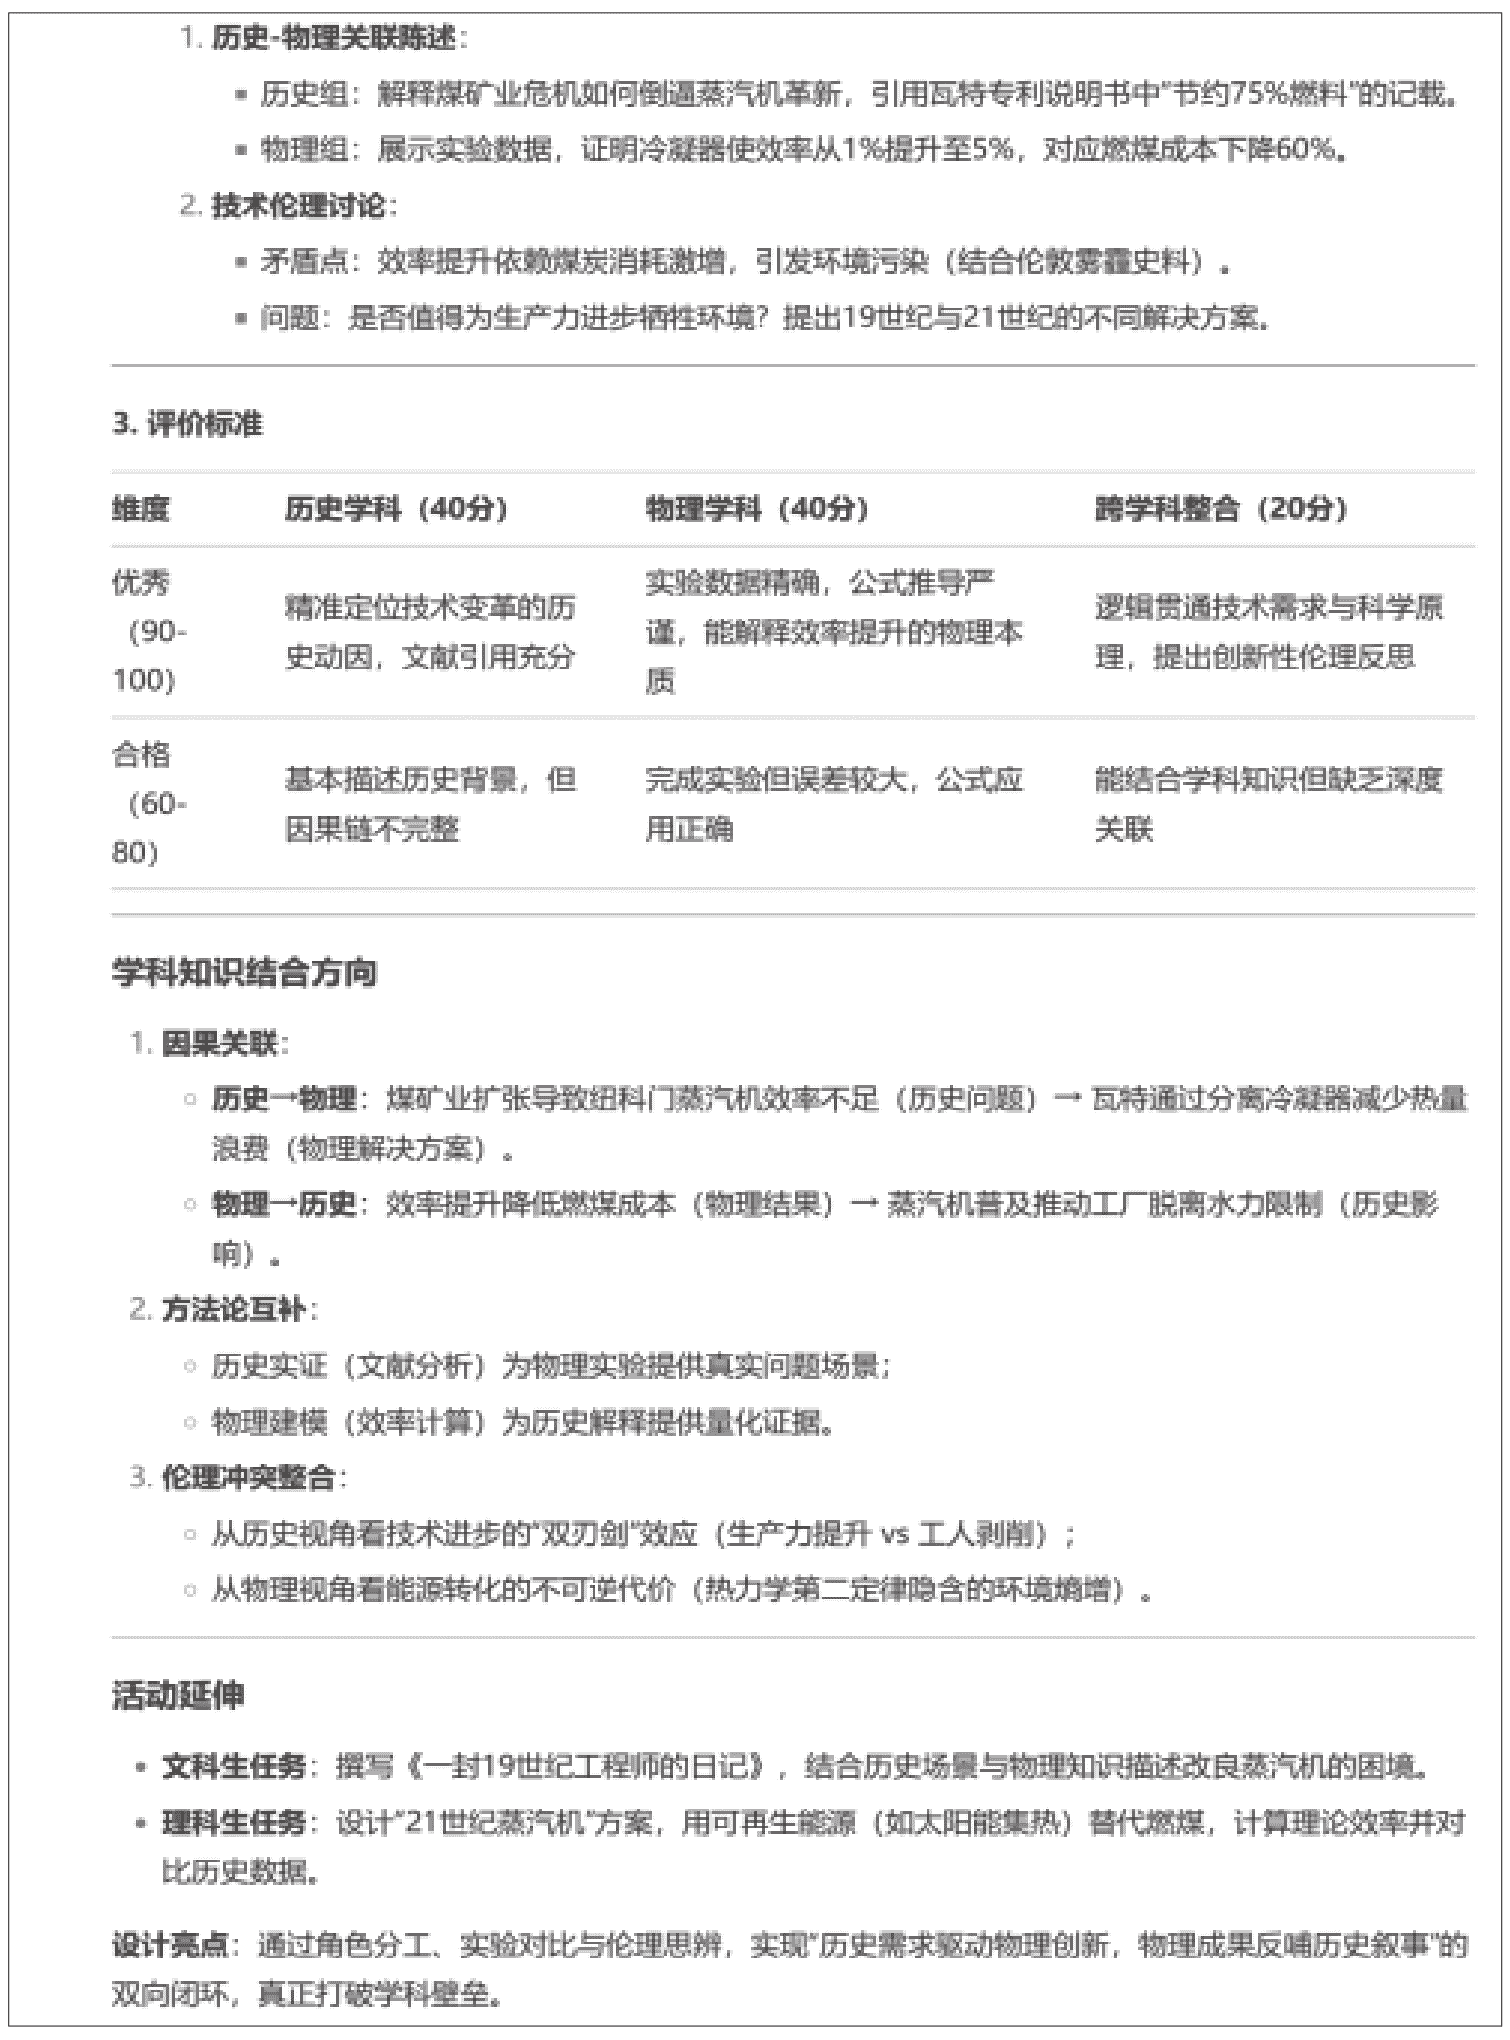 1. 历史-物理关联陈述：
▪ 历史组：解释煤矿业危机如何倒逼蒸汽机革新，引用瓦特专利说明书中"节约75%燃料"的记载。
▪ 物理组：展示实验数据，证明冷凝器使效率从1%提升至5%，对应燃煤成本下降60%。
2. 技术伦理讨论：
▪ 矛盾点：效率提升依赖煤炭消耗激增，引发环境污染（结合伦敦雾霾史料）。
▪ 问题：是否值得为生产力进步牺牲环境？提出19世纪与21世纪的不同解决方案。
3. 评价标准
维度 历史学科（40分） 物理学科（40分） 跨学科整合（20分）
优秀
（90-
100）
精准定位技术变革的历
史动因，文献引用充分
实验数据精确，公式推导严
谨，能解释效率提升的物理本
质
逻辑贯通技术需求与科学原
理，提出创新性伦理反思
合格
（60-
80）
基本描述历史背景，但
因果链不完整
完成实验但误差较大，公式应
用正确
能结合学科知识但缺乏深度
关联
学科知识结合方向
1. 因果关联：
○ 历史→物理：煤矿业扩张导致纽科门蒸汽机效率不足（历史问题）→ 瓦特通过分离冷凝器减少热量
浪费（物理解决方案）。
○ 物理→历史：效率提升降低燃煤成本（物理结果）→ 蒸汽机普及推动工厂脱离水力限制（历史影
响）。
2. 方法论互补：
○ 历史实证（文献分析）为物理实验提供真实问题场景；
○ 物理建模（效率计算）为历史解释提供量化证据。
3. 伦理冲突整合：
○ 从历史视角看技术进步的"双刃剑"效应（生产力提升 vs 工人剥削）；
○ 从物理视角看能源转化的不可逆代价（热力学第二定律隐含的环境熵增）。
活动延伸
• 文科生任务：撰写《一封19世纪工程师的日记》，结合历史场景与物理知识描述改良蒸汽机的困境。
• 理科生任务：设计"21世纪蒸汽机"方案，用可再生能源（如太阳能集热）替代燃煤，计算理论效率并对
比历史数据。
设计亮点：通过角色分工、实验对比与伦理思辨，实现"历史需求驱动物理创新，物理成果反哺历史叙事"的
双向闭环，真正打破学科壁垒。